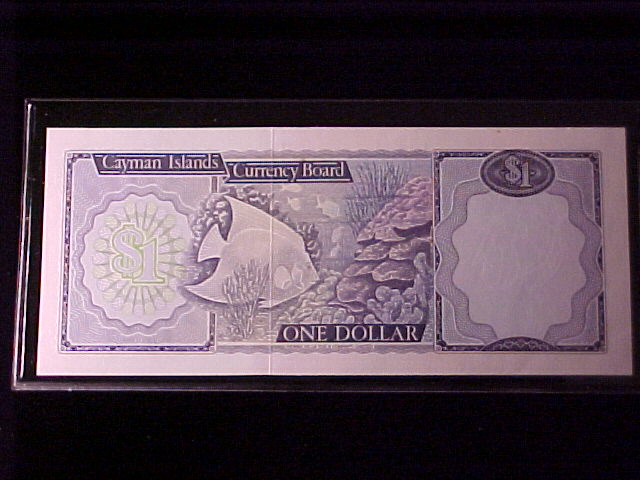 Cayman Islands
Currency Board
$1
$1
ONE DOLLAR